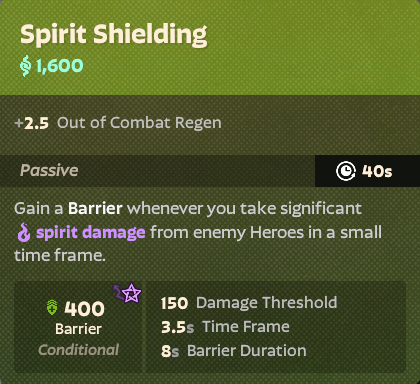 Spirit Shielding
1,600
+2.5 Out of Combat Regen
Passive
40s
Gain a Barrier whenever you take significant
spirit damage from enemy Heroes in a small
time frame.
400
Barrier
Conditional
150 Damage Threshold
3.5s Time Frame
8s Barrier Duration